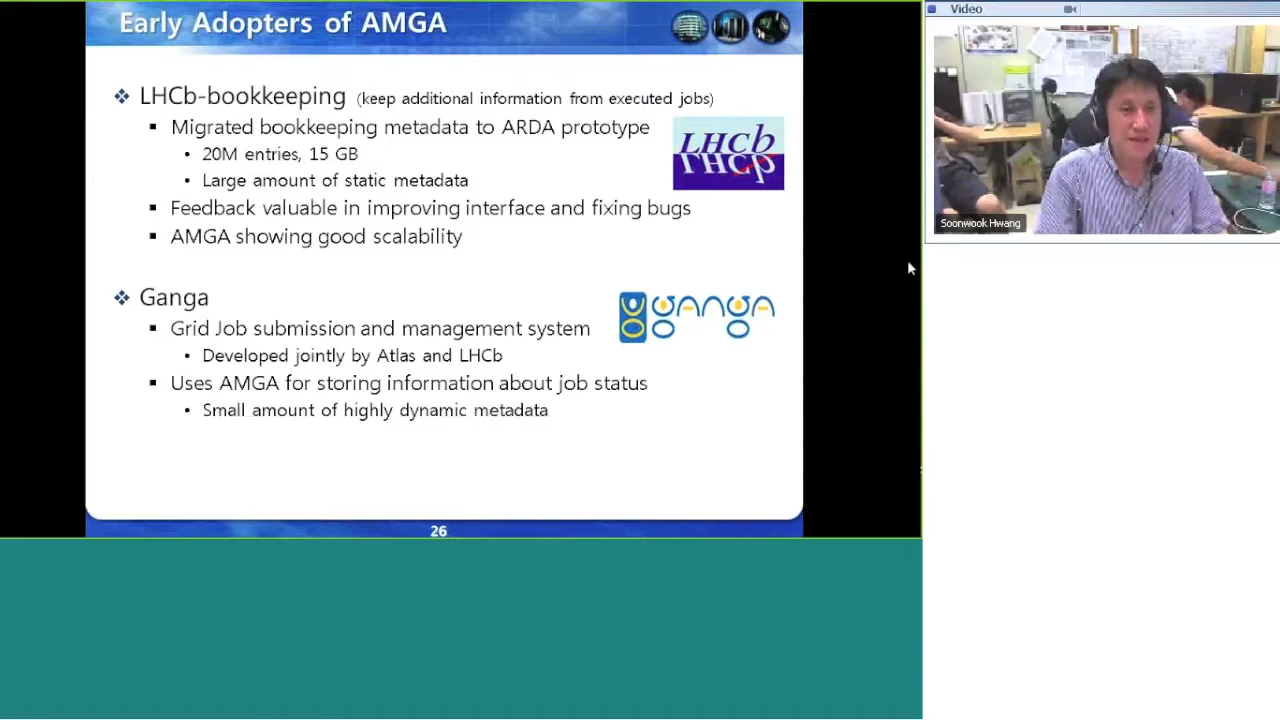 Early Adopters of AMGA
LHCb-bookkeeping (keep additional information from executed jobs)
Migrated bookkeeping metadata to ARDA prototype
20M entries, 15 GB
Large amount of static metadata
Feedback valuable in improving interface and fixing bugs
AMGA showing good scalability
LHCb
Ganga
ganga
Grid Job submission and management system
Developed jointly by Atlas and LHCb
Uses AMGA for storing information about job status
Small amount of highly dynamic metadata
26
Video
Soonwook Hwang